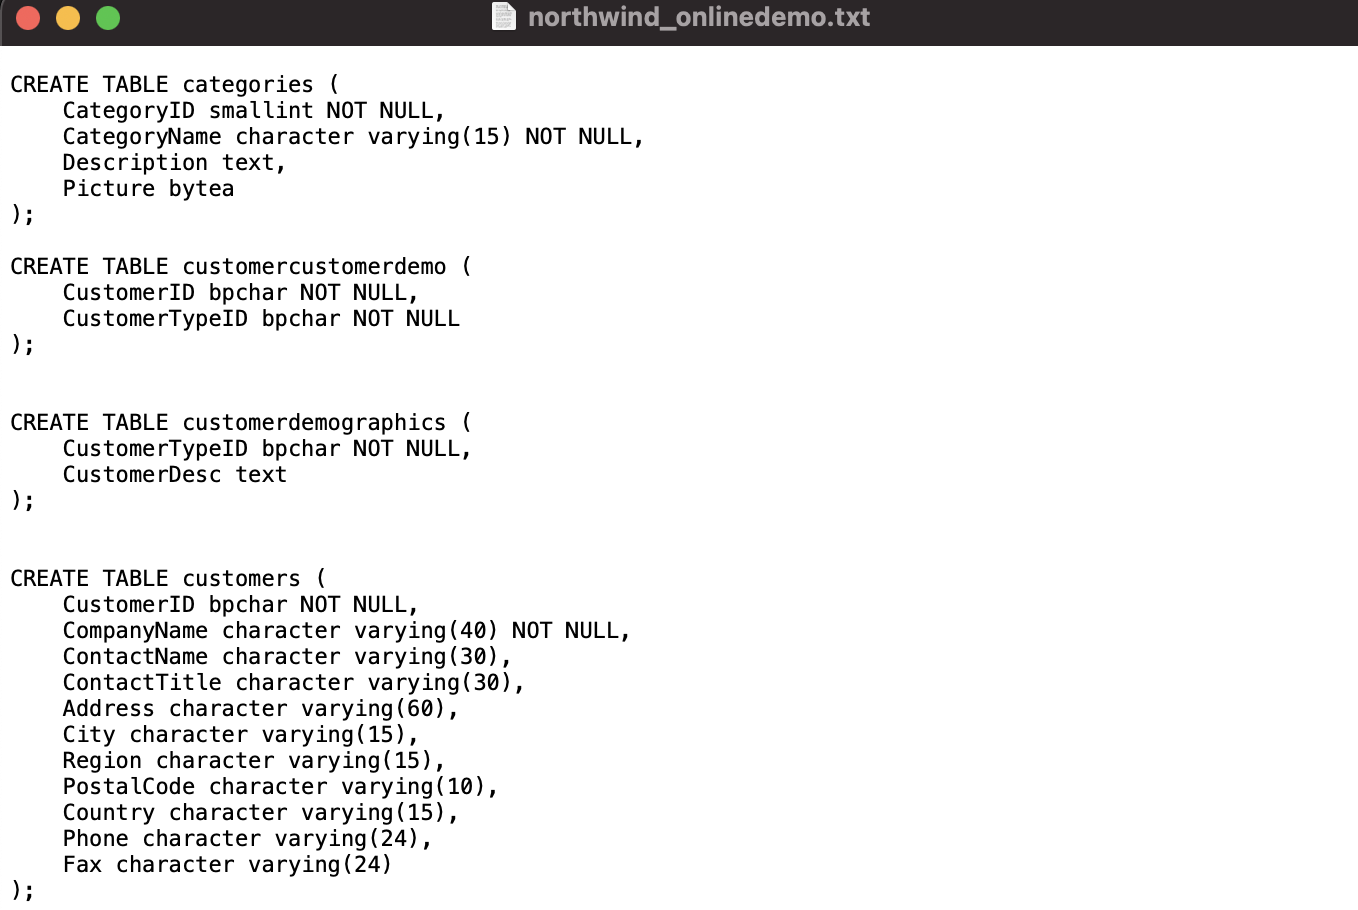 northwind_onlinedemo.txt
CREATE TABLE categories (
    CategoryID smallint NOT NULL,
    CategoryName character varying(15) NOT NULL,
    Description text,
    Picture bytea
);
CREATE TABLE customercustomerdemo (
    CustomerID bpchar NOT NULL,
    CustomerTypeID bpchar NOT NULL
);
CREATE TABLE customerdemographics (
    CustomerTypeID bpchar NOT NULL,
    CustomerDesc text
);
CREATE TABLE customers (
    CustomerID bpchar NOT NULL,
    CompanyName character varying(40) NOT NULL,
    ContactName character varying(30),
    ContactTitle character varying(30),
    Address character varying(60),
    City character varying(15),
    Region character varying(15),
    PostalCode character varying(10),
    Country character varying(15),
    Phone character varying(24),
    Fax character varying(24)
);